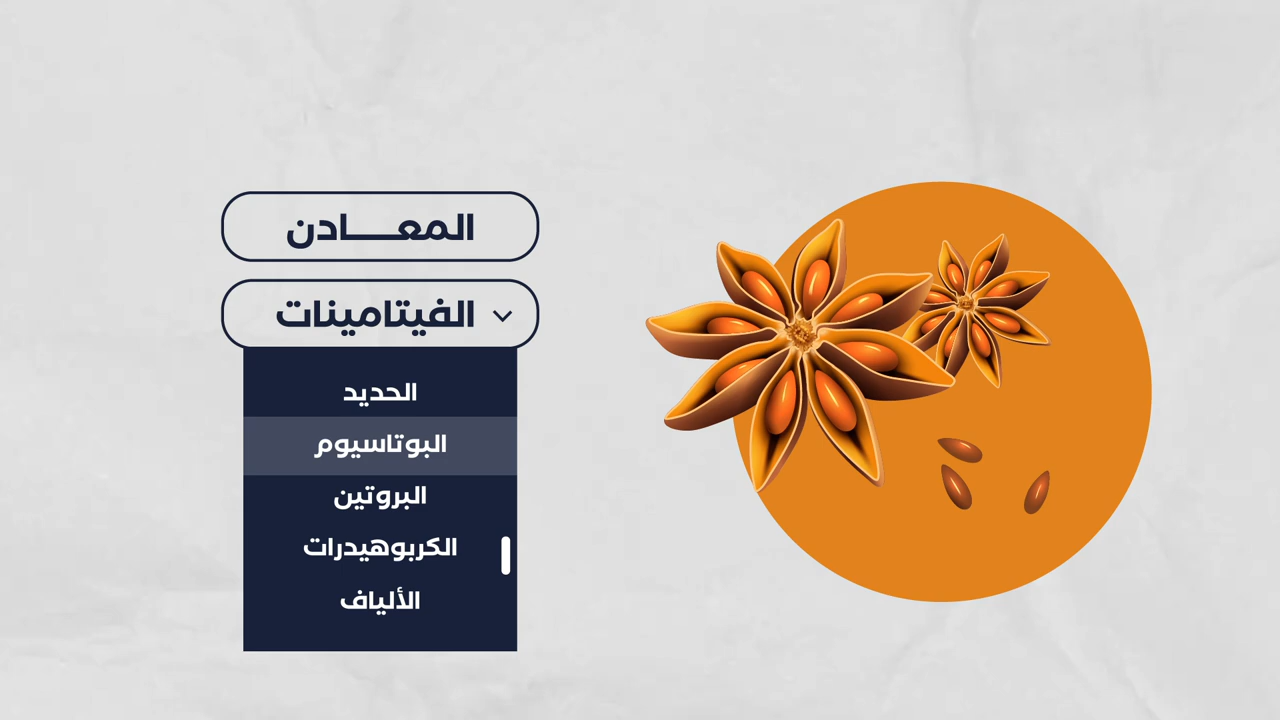 المعـــادن
الفيتامينات
الحديد
البوتاسيوم
البروتين
الكربوهيدرات
الألياف